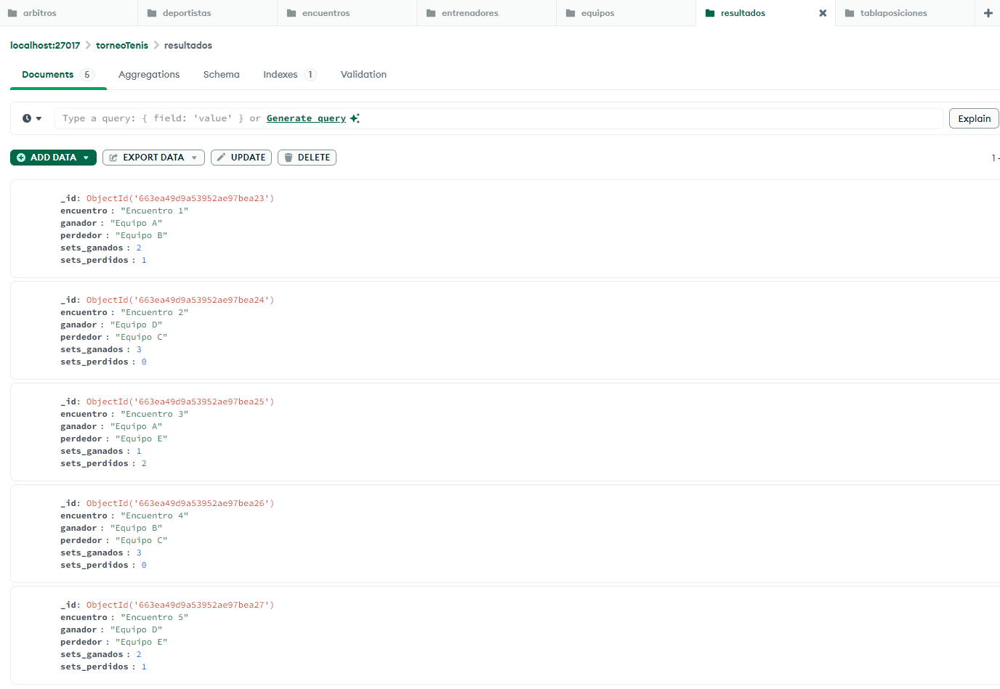 arbitros deportistas encuentros entrenadores equipos resultados tablaposiciones
localhost:27017 torneoTenis resultados
Documents 5 Aggregations Schema Indexes 1 Validation
Type a query: { field: 'value' } or Generate query Explain
ADD DATA EXPORT DATA UPDATE DELETE 1 -
_id: ObjectId('663ea49d9a53952ae97bea23')
encuentro : "Encuentro 1"
ganador : "Equipo A"
perdedor : "Equipo B"
sets_ganados : 2
sets_perdidos : 1
_id: ObjectId('663ea49d9a53952ae97bea24')
encuentro : "Encuentro 2"
ganador : "Equipo D"
perdedor : "Equipo C"
sets_ganados : 3
sets_perdidos : 0
_id: ObjectId('663ea49d9a53952ae97bea25')
encuentro : "Encuentro 3"
ganador : "Equipo A"
perdedor : "Equipo E"
sets_ganados : 1
sets_perdidos : 2
_id: ObjectId('663ea49d9a53952ae97bea26')
encuentro : "Encuentro 4"
ganador : "Equipo B"
perdedor : "Equipo C"
sets_ganados : 3
sets_perdidos : 0
_id: ObjectId('663ea49d9a53952ae97bea27')
encuentro : "Encuentro 5"
ganador : "Equipo D"
perdedor : "Equipo E"
sets_ganados : 2
sets_perdidos : 1